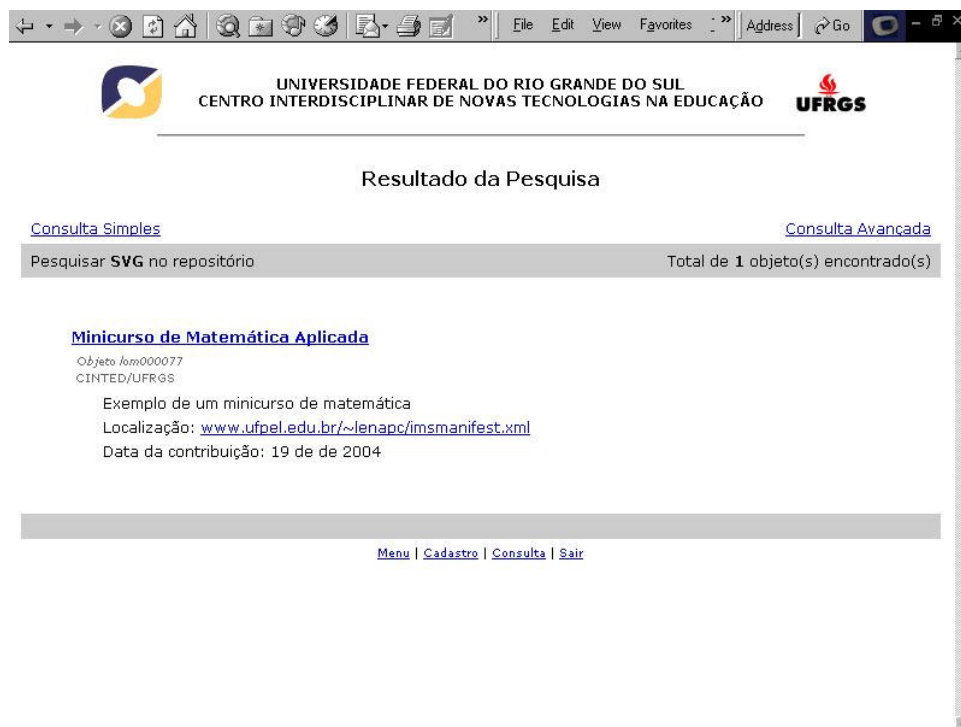 » File Edit View Favorites » Address Go
UNIVERSIDADE FEDERAL DO RIO GRANDE DO SUL
CENTRO INTERDISCIPLINAR DE NOVAS TECNOLOGIAS NA EDUCAÇÃO
UFRGS
Resultado da Pesquisa
Consulta Simples Consulta Avançada
Pesquisar SVG no repositório Total de 1 objeto(s) encontrado(s)
Minicurso de Matemática Aplicada
Objeto lom000077
CINTED/UFRGS
Exemplo de um minicurso de matemática
Localização: www.ufpel.edu.br/~lenapc/imsmanifest.xml
Data da contribuição: 19 de de 2004
Menu | Cadastro | Consulta | Sair